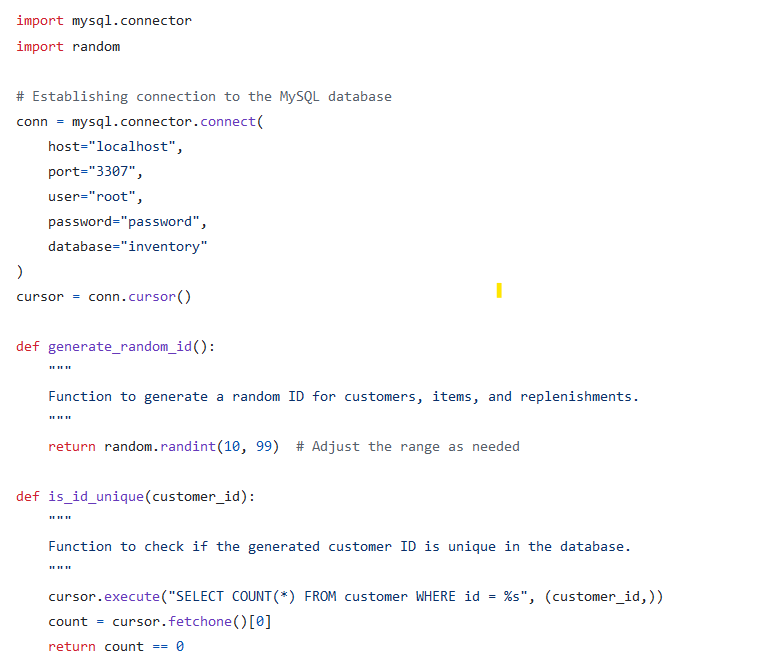 import mysql.connector
import random
# Establishing connection to the MySQL database
conn = mysql.connector.connect(
    host="localhost",
    port="3307",
    user="root",
    password="password",
    database="inventory"
)
cursor = conn.cursor()
def generate_random_id():
    """
    Function to generate a random ID for customers, items, and replenishments.
    """
    return random.randint(10, 99)  # Adjust the range as needed
def is_id_unique(customer_id):
    """
    Function to check if the generated customer ID is unique in the database.
    """
    cursor.execute("SELECT COUNT(*) FROM customer WHERE id = %s", (customer_id,))
    count = cursor.fetchone()[0]
    return count == 0